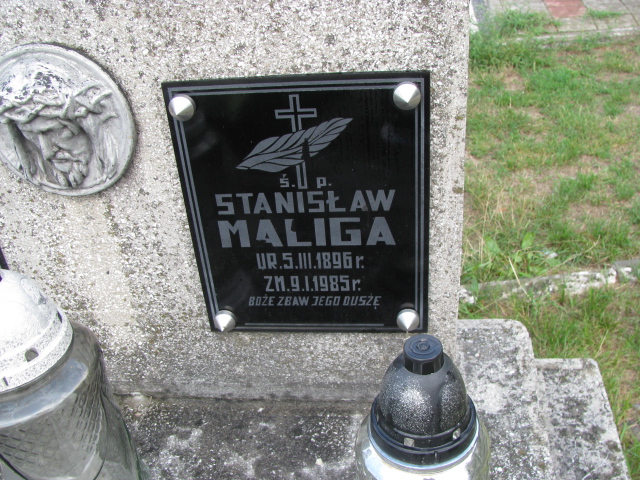 ś. p.
STANISŁAW
MALIGA
UR. 5.III.1896 r.
ZM. 9.I.1985 r.
BOŻE ZBAW JEGO DUSZĘ